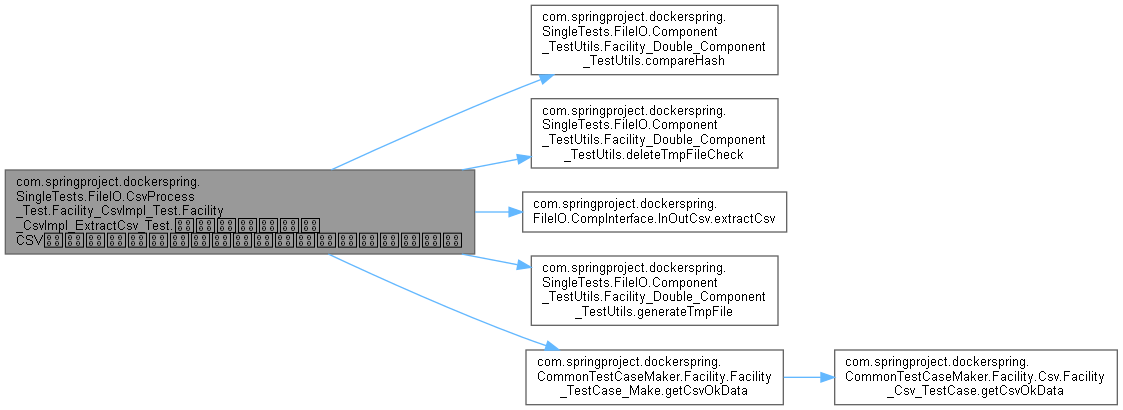 com.springproject.dockerspring.
SingleTests.FileIO.Component
_TestUtils.Facility_Double_Component
_TestUtils.compareHash
com.springproject.dockerspring.
SingleTests.FileIO.Component
_TestUtils.Facility_Double_Component
_TestUtils.deleteTmpFileCheck
com.springproject.dockerspring.
SingleTests.FileIO.CsvProcess
_Test.Facility_CsvImpl_Test.Facility
_CsvImpl_ExtractCsv_Test.
CSV
com.springproject.dockerspring.
FileIO.CompInterface.InOutCsv.extractCsv
com.springproject.dockerspring.
SingleTests.FileIO.Component
_TestUtils.Facility_Double_Component
_TestUtils.generateTmpFile
com.springproject.dockerspring.
CommonTestCaseMaker.Facility.Facility
_TestCase_Make.getCsvOkData
com.springproject.dockerspring.
CommonTestCaseMaker.Facility.Csv.Facility
_Csv_TestCase.getCsvOkData